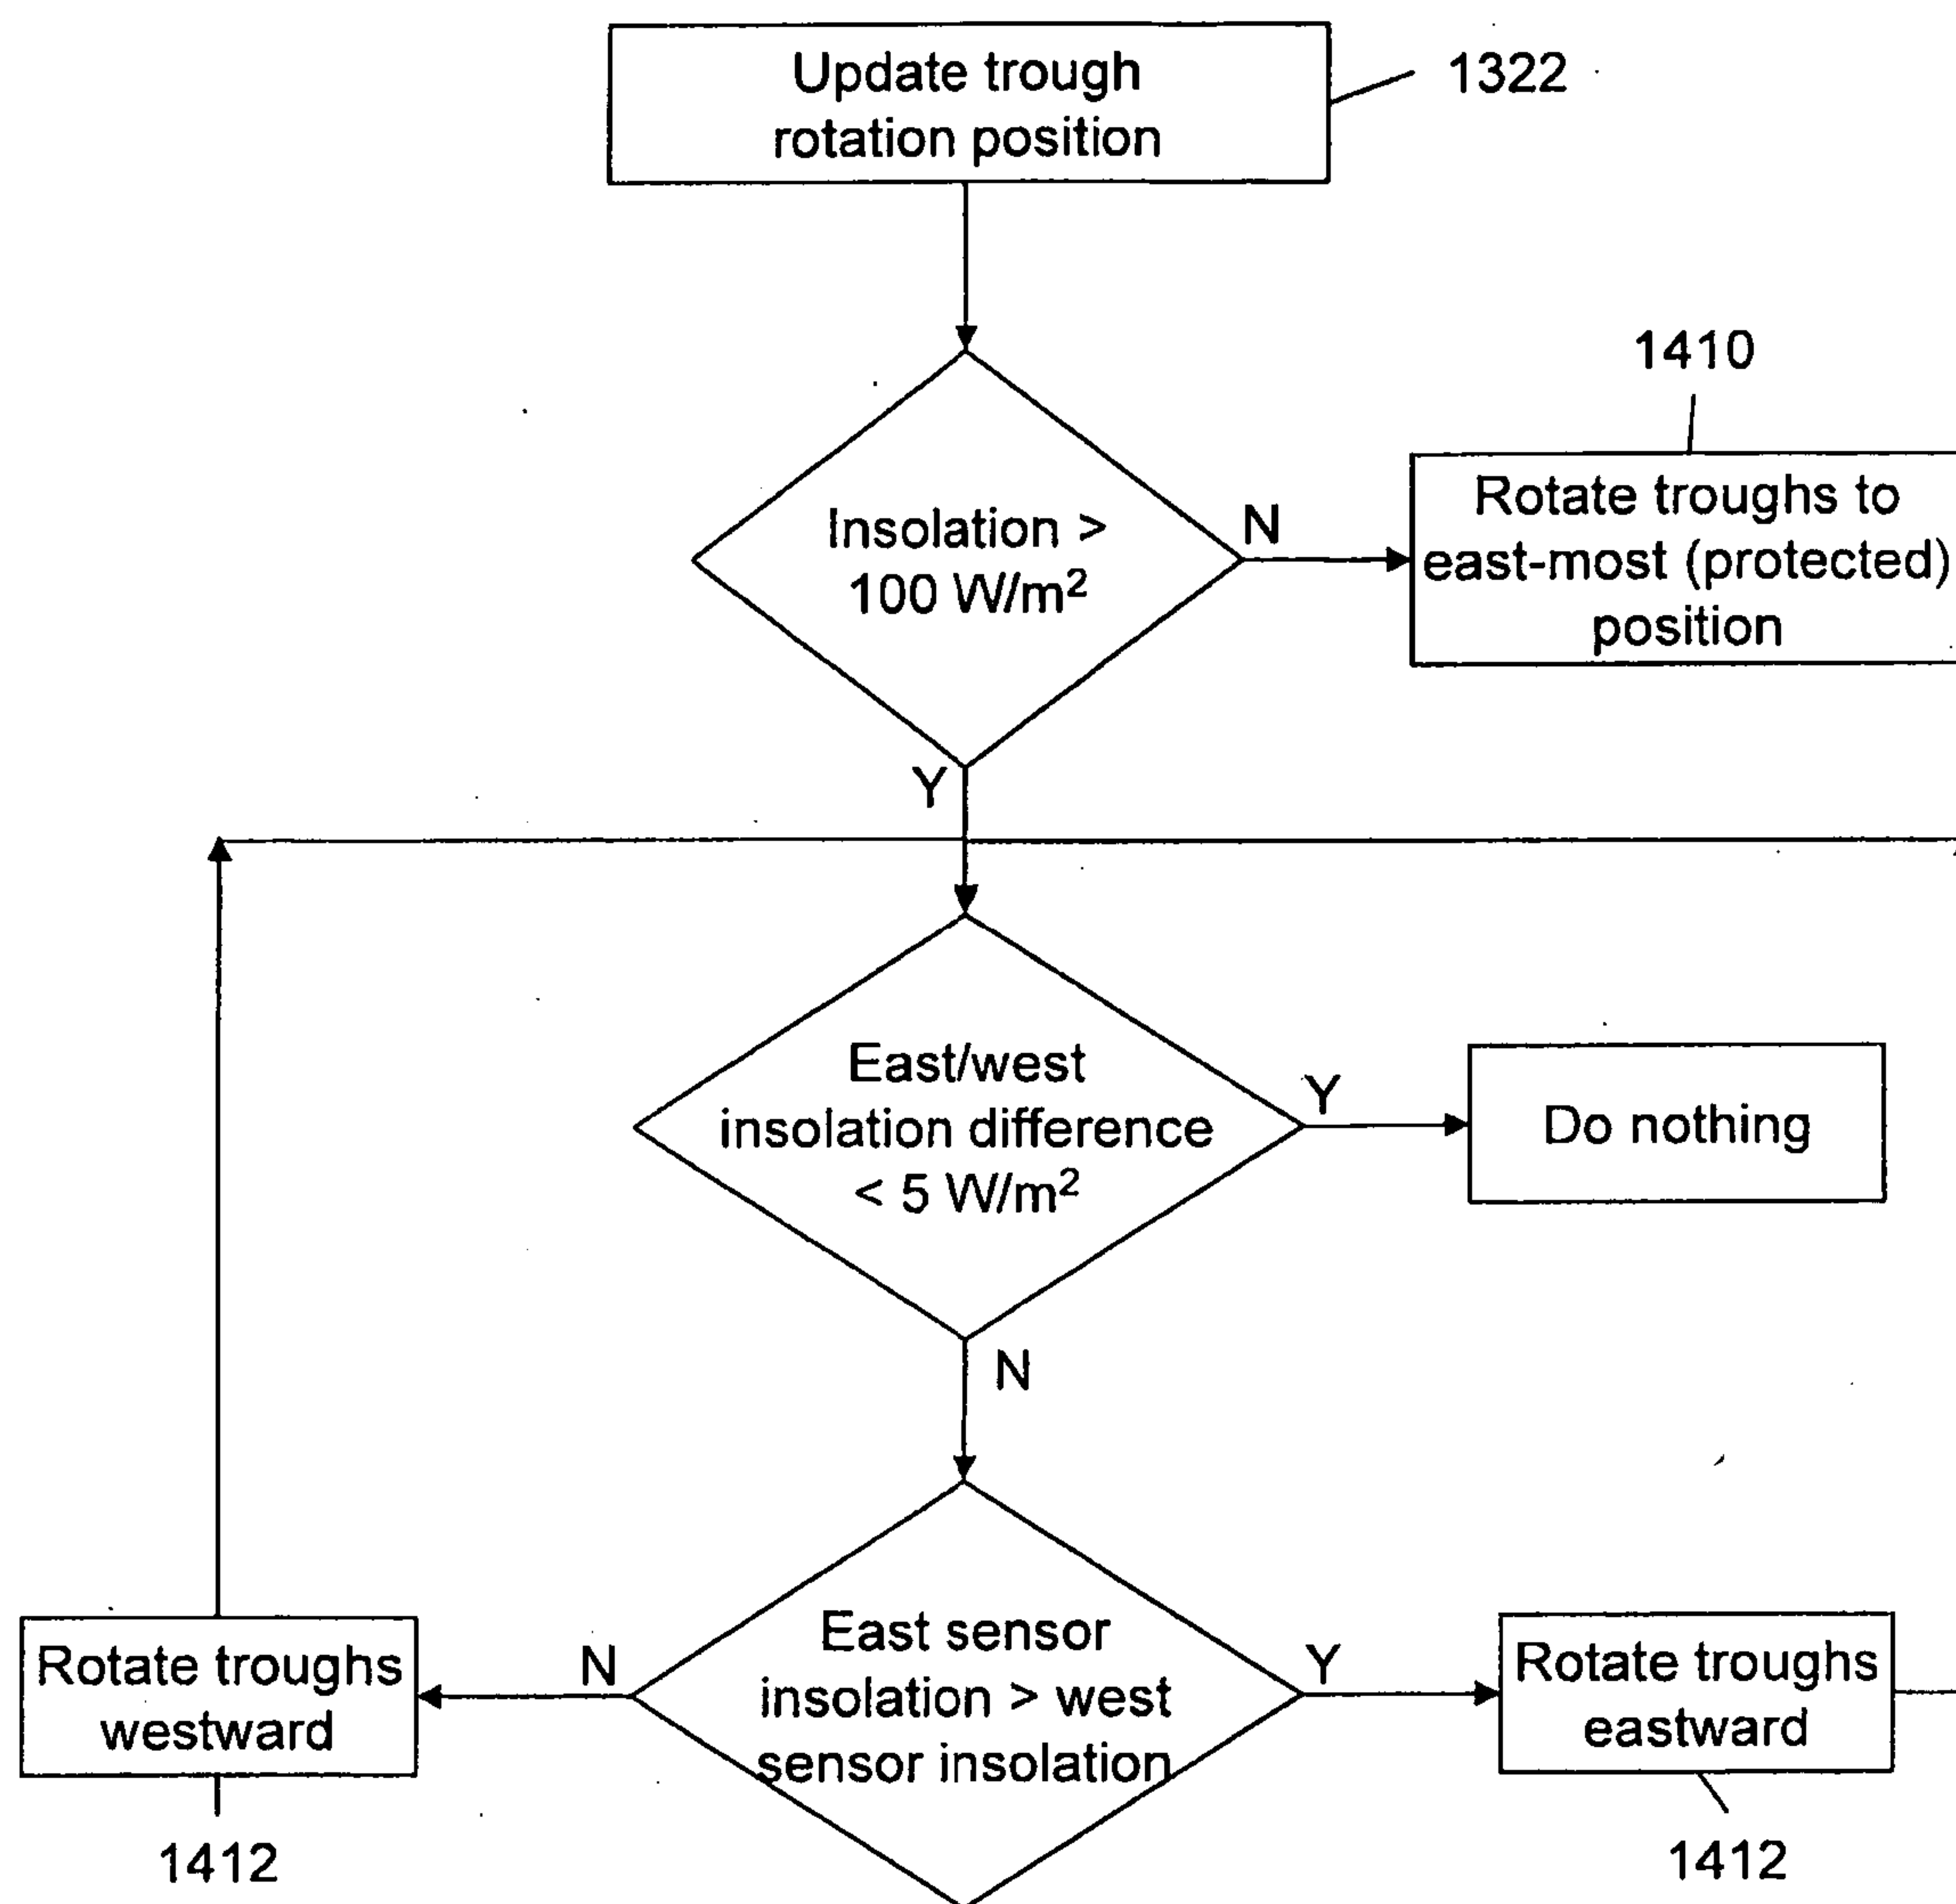 Update trough
rotation position
1322
1410
Insolation >
100 W/m²
N
Rotate troughs to
east-most (protected)
position
Y
East/west
insolation difference
< 5 W/m²
Y
Do nothing
N
East sensor
insolation > west
sensor insolation
N
Rotate troughs
westward
Y
Rotate troughs
eastward
1412
1412